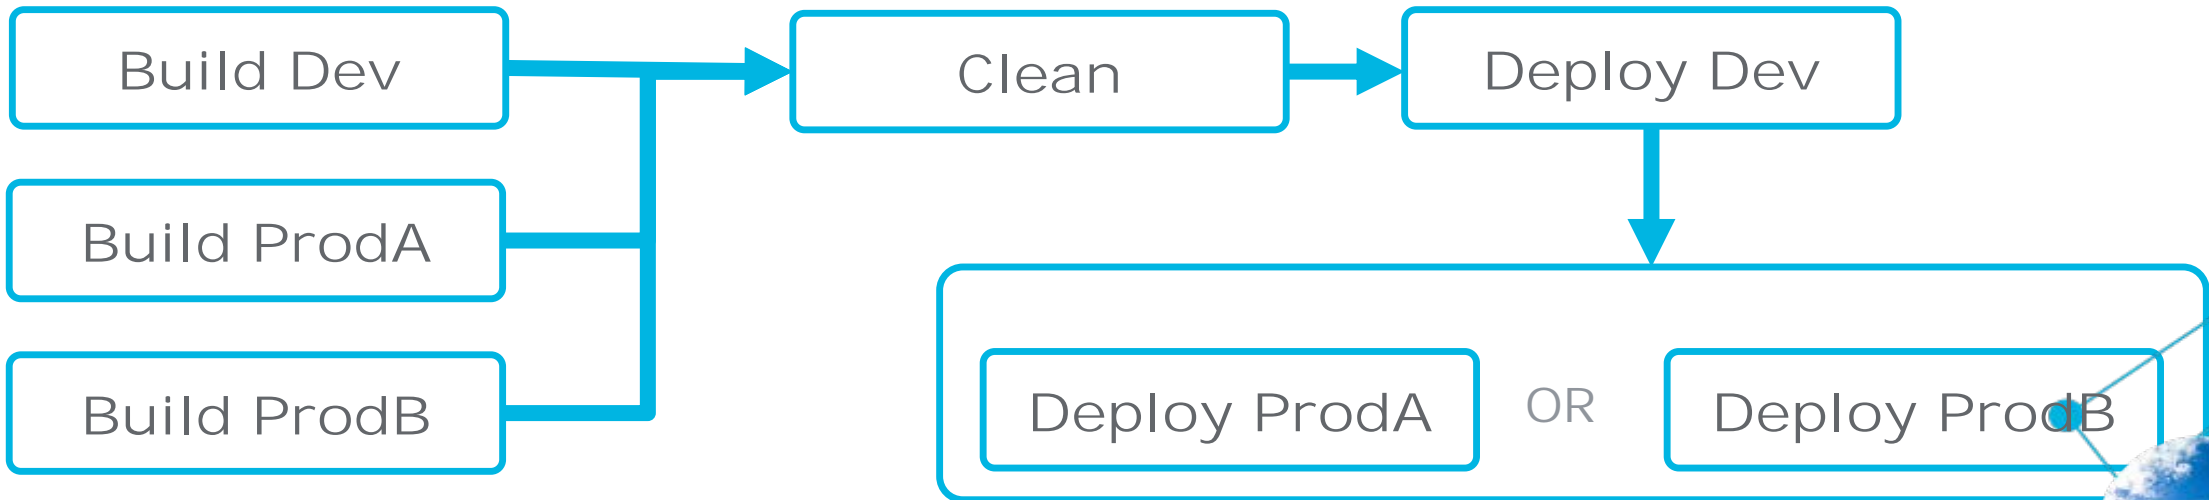 Build Dev
Clean
Deploy Dev
Build ProdA
Build ProdB
Deploy ProdA
OR
Deploy ProdB